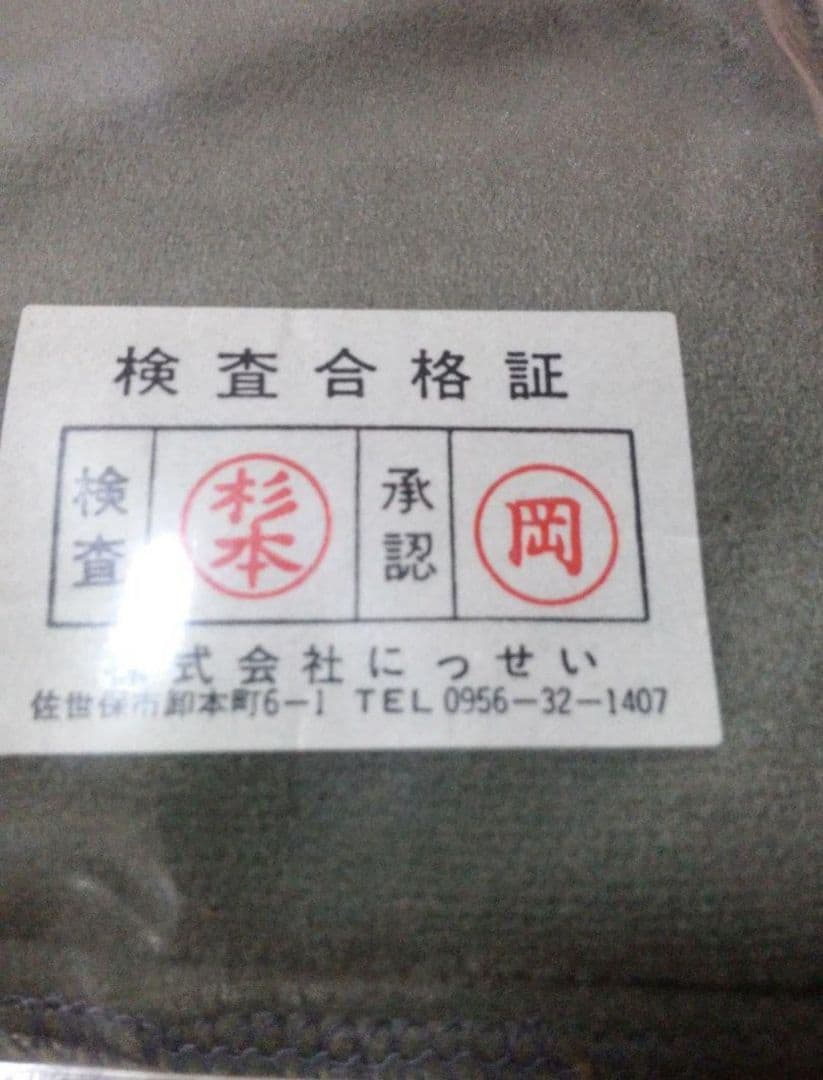 検査合格証
検査 杉本 承認 岡
株式会社にっせい
佐世保市卸本町6-1 TEL 0956-32-1407